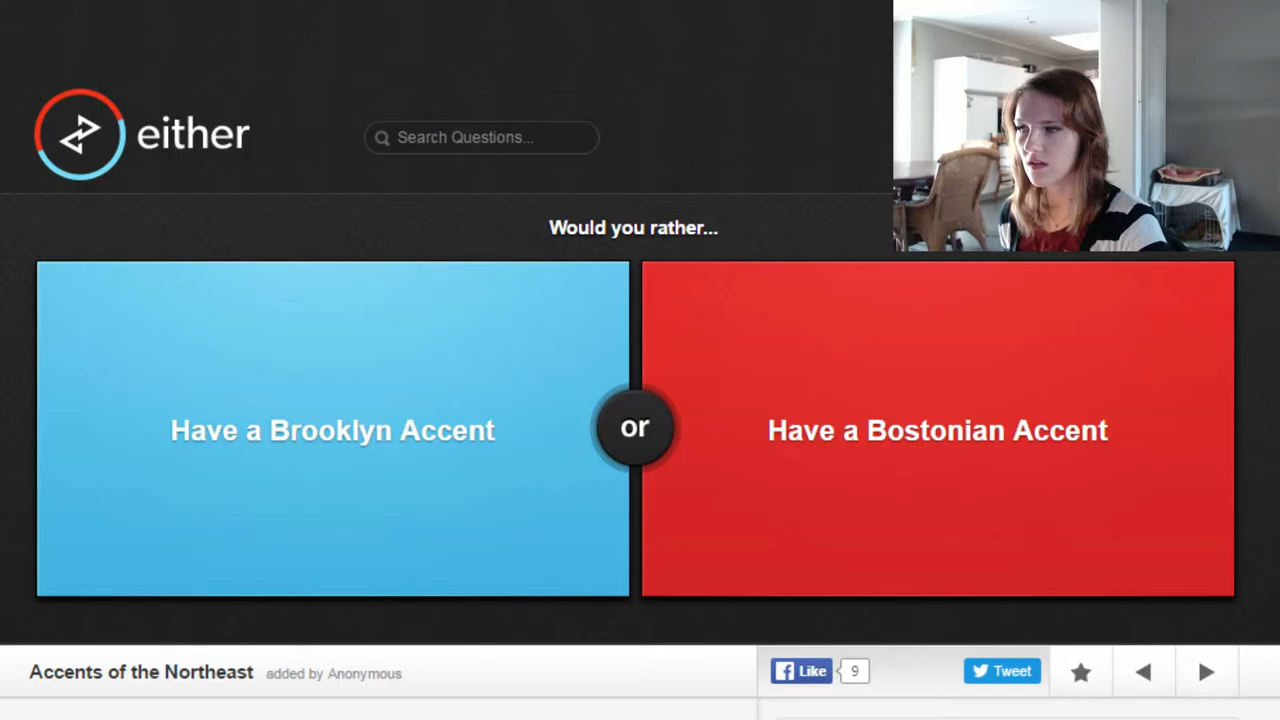 either
Search Questions...
Would you rather...
Have a Brooklyn Accent
or
Have a Bostonian Accent
Accents of the Northeast added by Anonymous
Like 9
Tweet